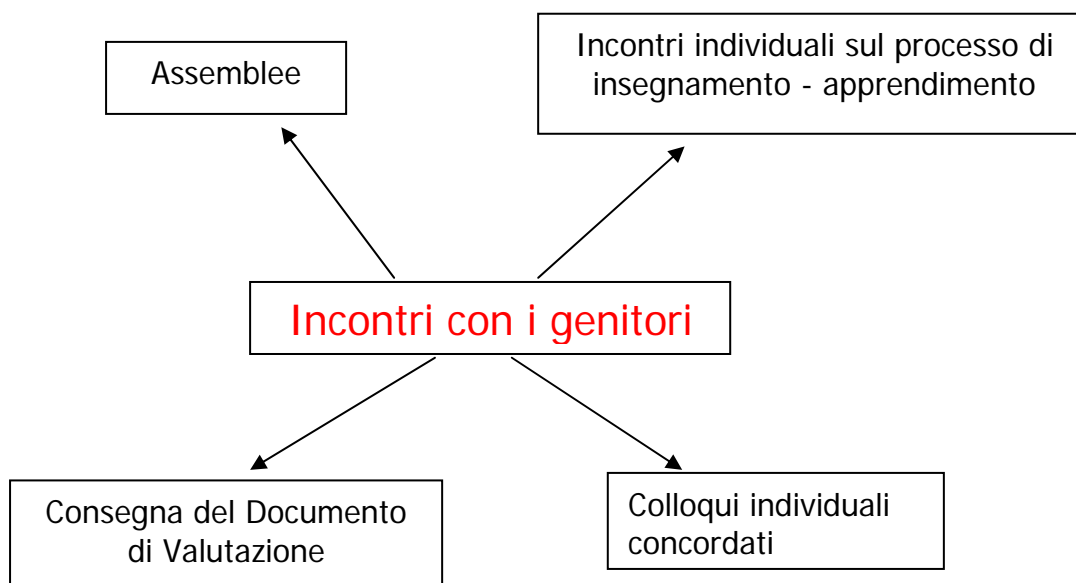 Assemblee
Incontri individuali sul processo di
insegnamento - apprendimento
Incontri con i genitori
Consegna del Documento
di Valutazione
Colloqui individuali
concordati